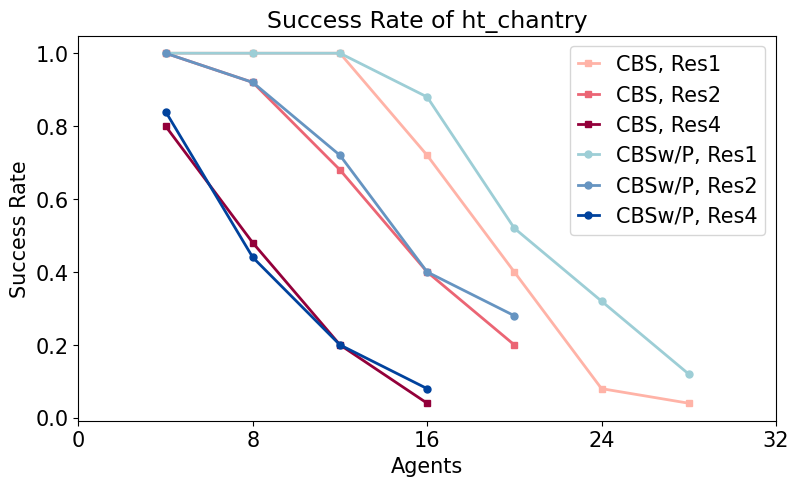 Success Rate of ht_chantry
Success Rate
1.0
0.8
0.6
0.4
0.2
0.0
0
8
16
24
32
Agents
CBS, Res1
CBS, Res2
CBS, Res4
CBSw/P, Res1
CBSw/P, Res2
CBSw/P, Res4